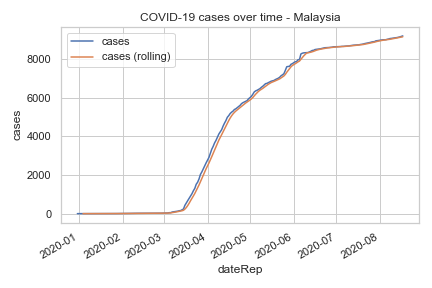 COVID-19 cases over time - Malaysia
cases
cases (rolling)
8000
6000
4000
2000
0
cases
2020-01
2020-02
2020-03
2020-04
2020-05
2020-06
2020-07
2020-08
dateRep